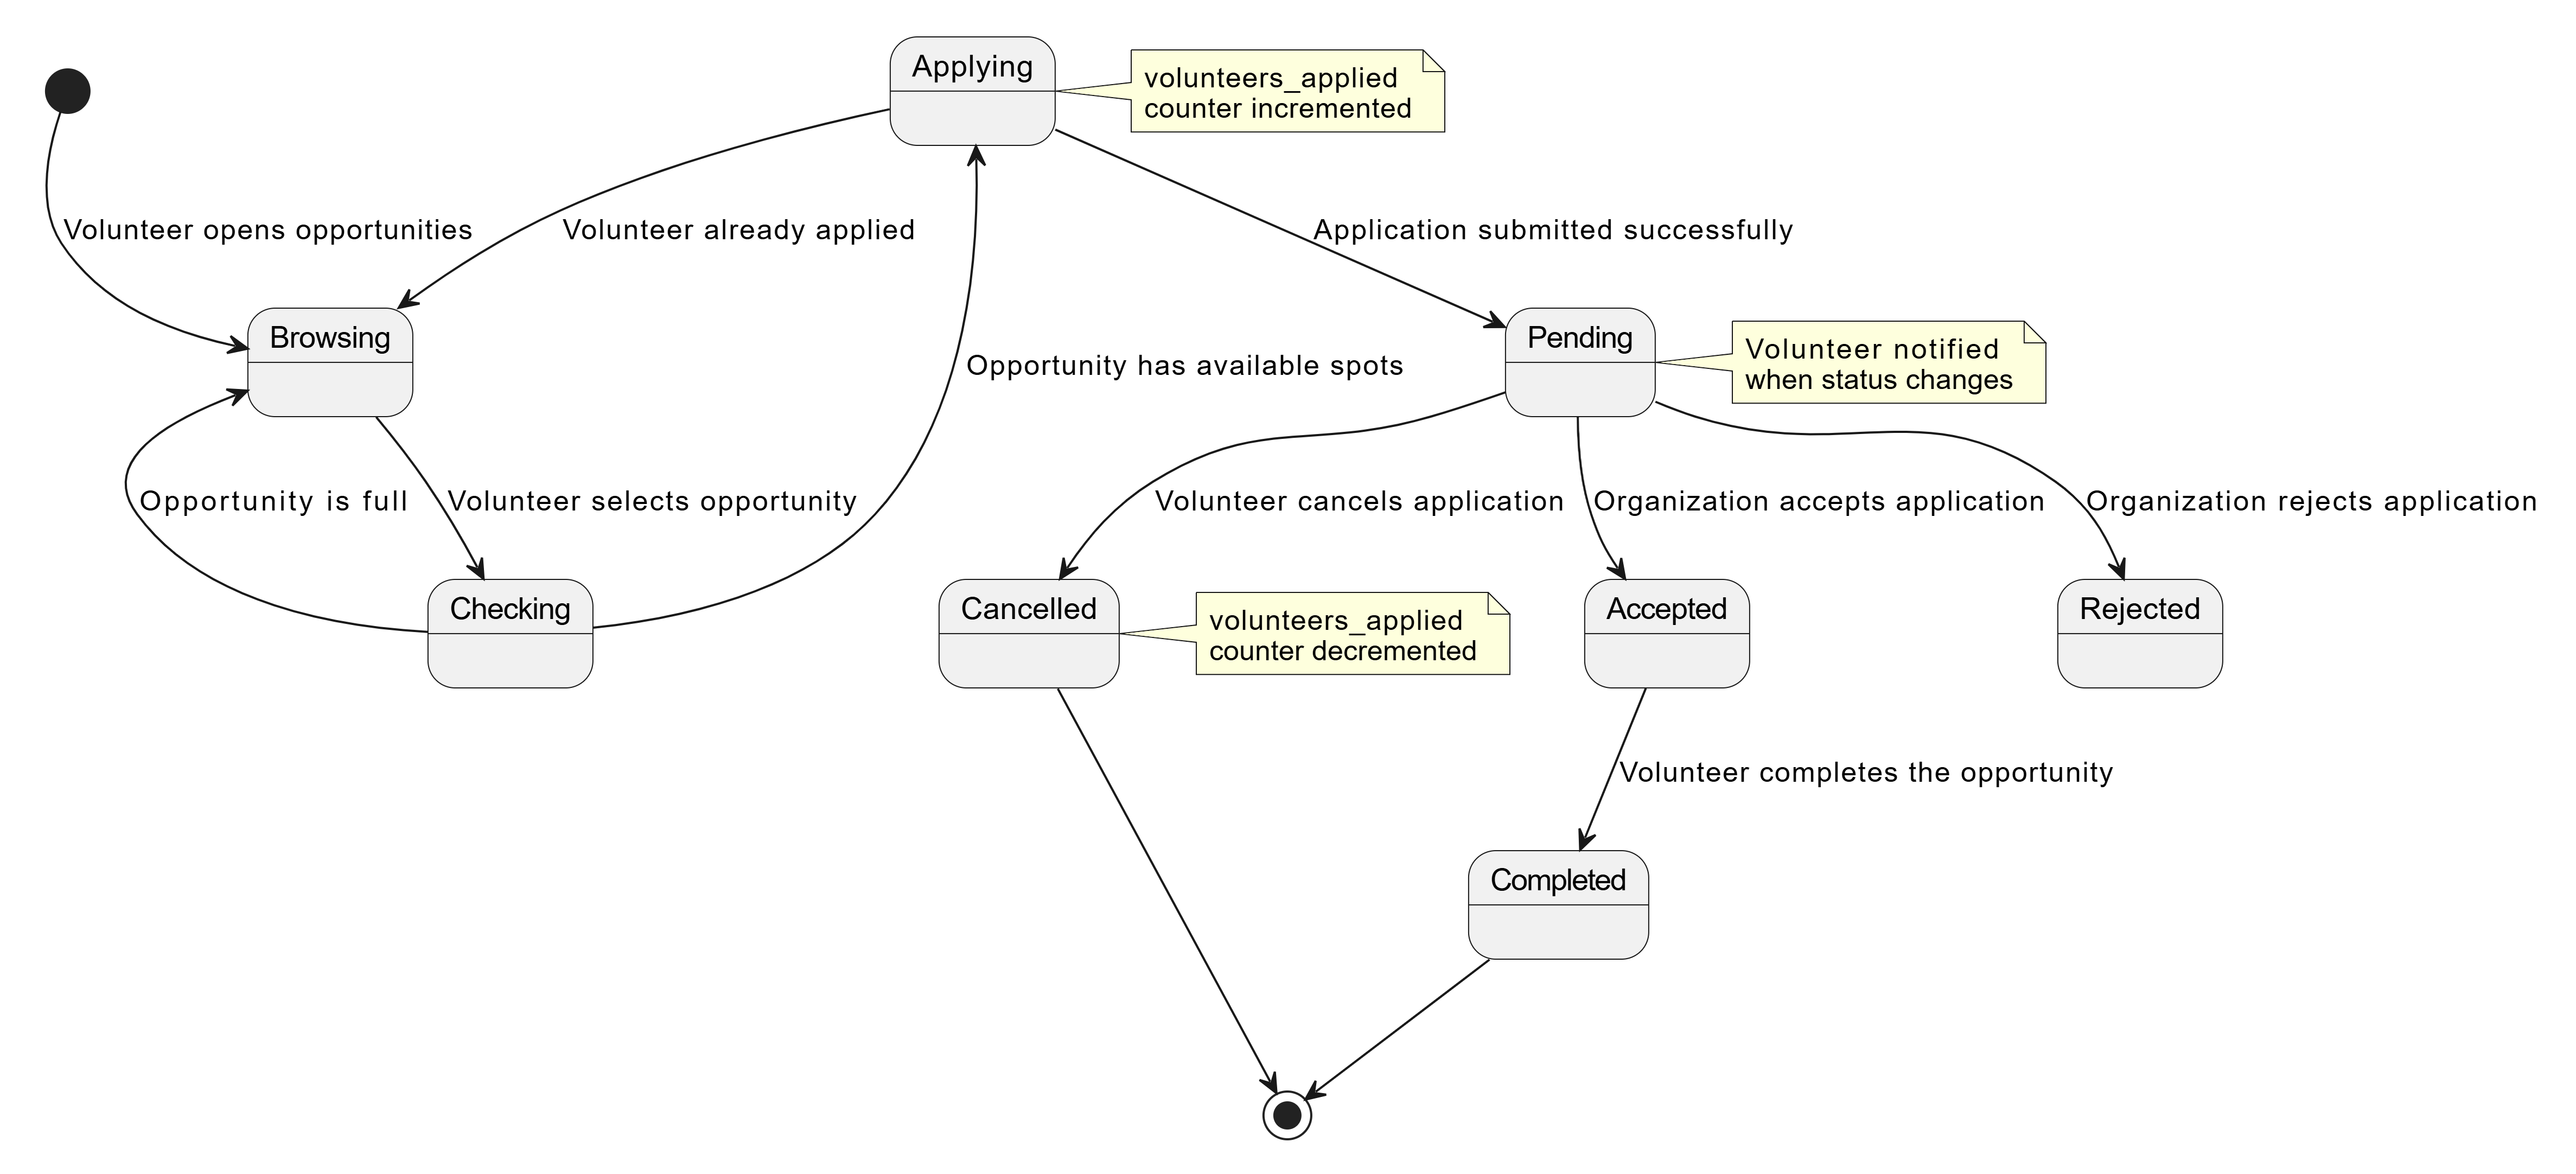 Applying
volunteers_applied
counter incremented
Volunteer opens opportunities
Volunteer already applied
Application submitted successfully
Browsing
Opportunity has available spots
Pending
Volunteer notified
when status changes
Opportunity is full
Volunteer selects opportunity
Volunteer cancels application
Organization accepts application
Organization rejects application
Checking
Cancelled
volunteers_applied
counter decremented
Accepted
Rejected
Volunteer completes the opportunity
Completed